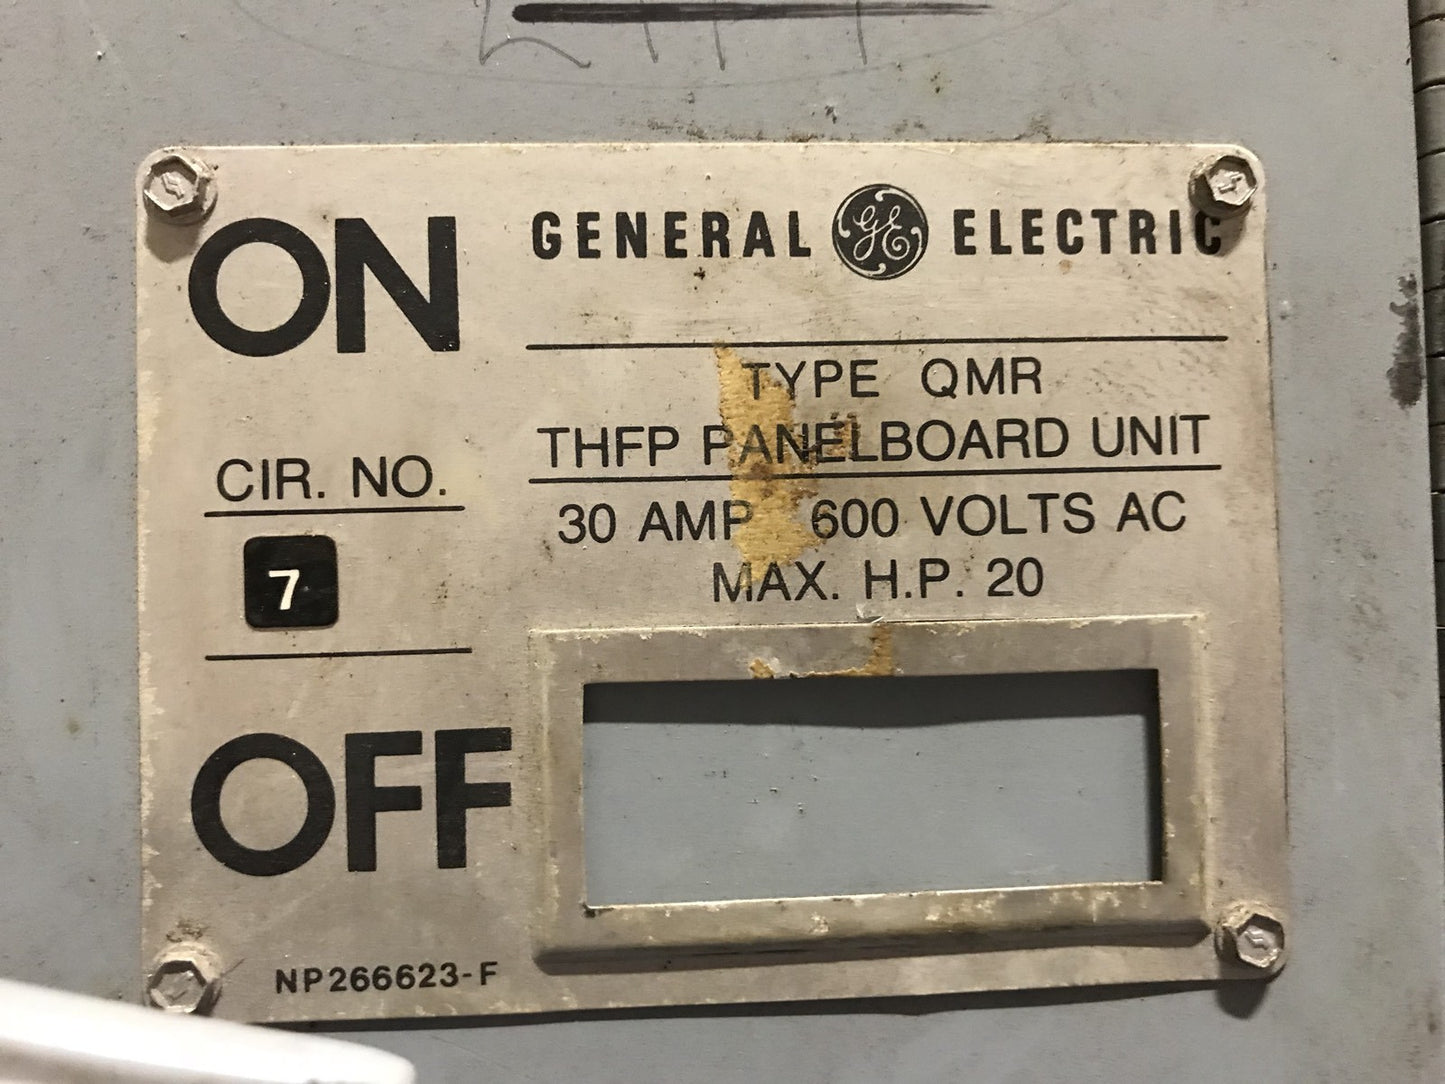 ON
GENERAL GE ELECTRIC
TYPE QMR
THFP PANELBOARD UNIT
30 AMP 600 VOLTS AC
MAX. H.P. 20
CIR. NO.
7
OFF
NP266623-F